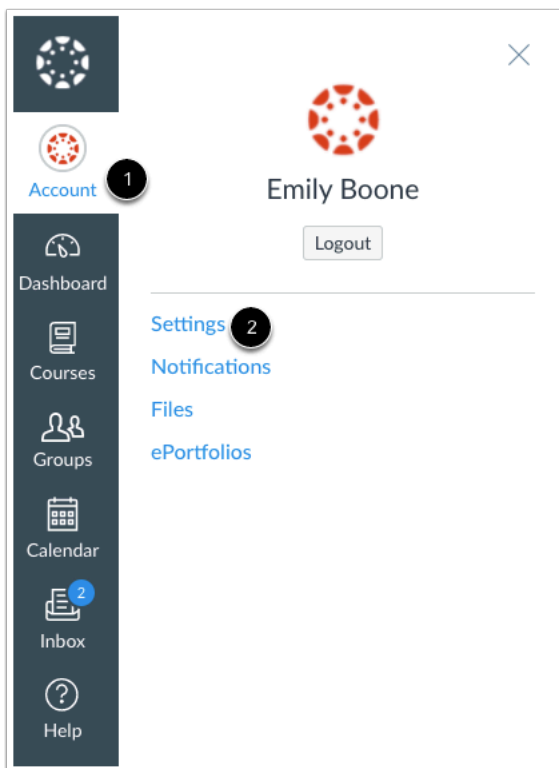 Account
1
Dashboard
Courses
Groups
Calendar
2
Inbox
Help
Emily Boone
Logout
Settings
2
Notifications
Files
ePortfolios